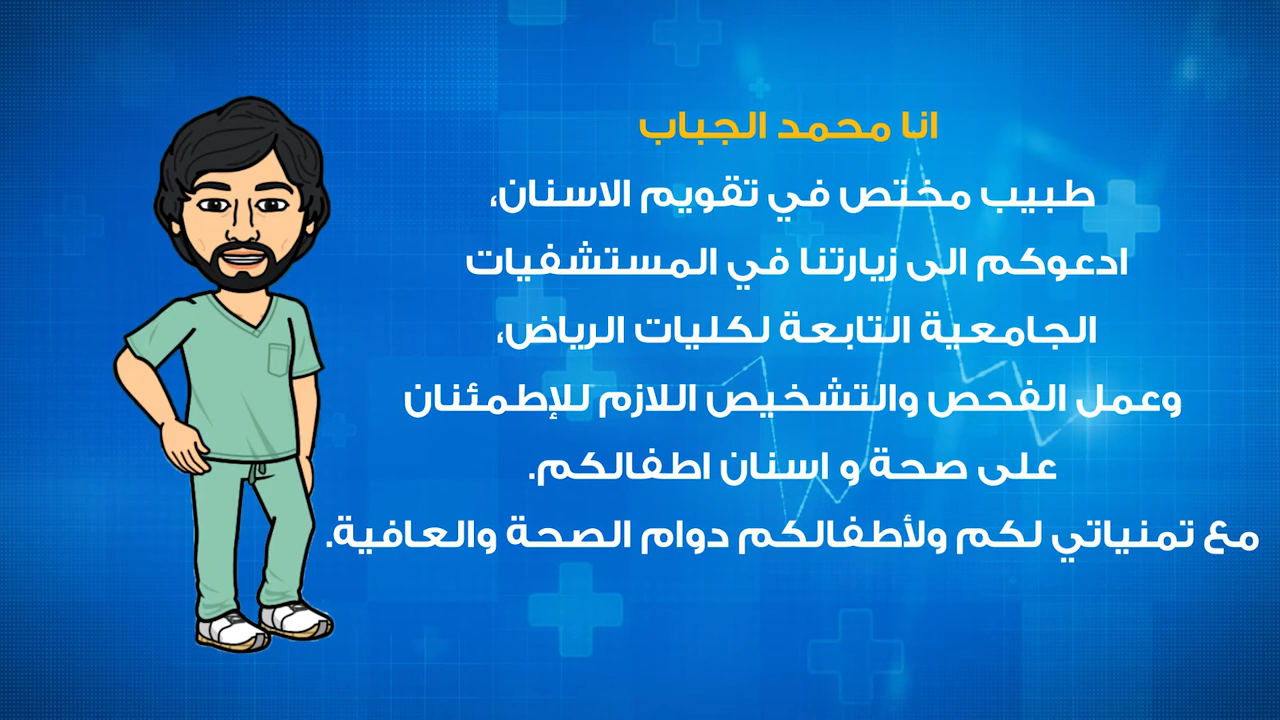 انا محمد الجباب
طبيب مختص في تقويم الاسنان،
ادعوكم الى زيارتنا في المستشفيات
الجامعية التابعة لكليات الرياض،
وعمل الفحص والتشخيص اللازم للإطمئنان
على صحة و اسنان اطفالكم.
مع تمنياتي لكم ولأطفالكم دوام الصحة والعافية.